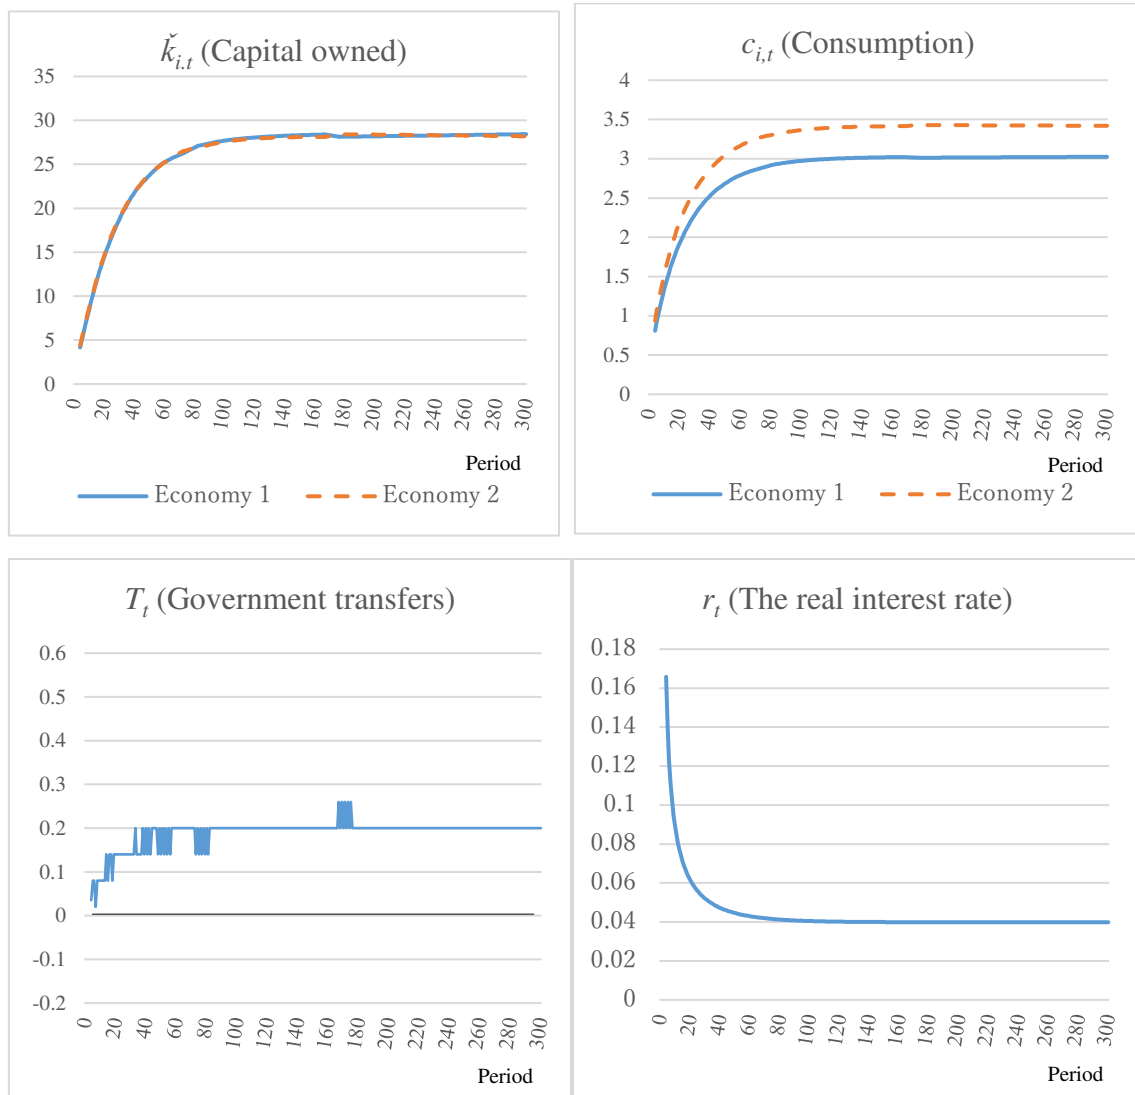 ǩi.t (Capital owned)
35
30
25
20
15
10
5
0
0 20 40 60 80 100 120 140 160 180 200 220 240 260 280 300
Period
Economy 1 Economy 2
ci,t (Consumption)
4
3.5
3
2.5
2
1.5
1
0.5
0
0 20 40 60 80 100 120 140 160 180 200 220 240 260 280 300
Period
Economy 1 Economy 2
Tt (Government transfers)
0.6
0.5
0.4
0.3
0.2
0.1
0
-0.1
-0.2
0 20 40 60 80 100 120 140 160 180 200 220 240 260 280 300
Period
rt (The real interest rate)
0.18
0.16
0.14
0.12
0.1
0.08
0.06
0.04
0.02
0
0 20 40 60 80 100 120 140 160 180 200 220 240 260 280 300
Period